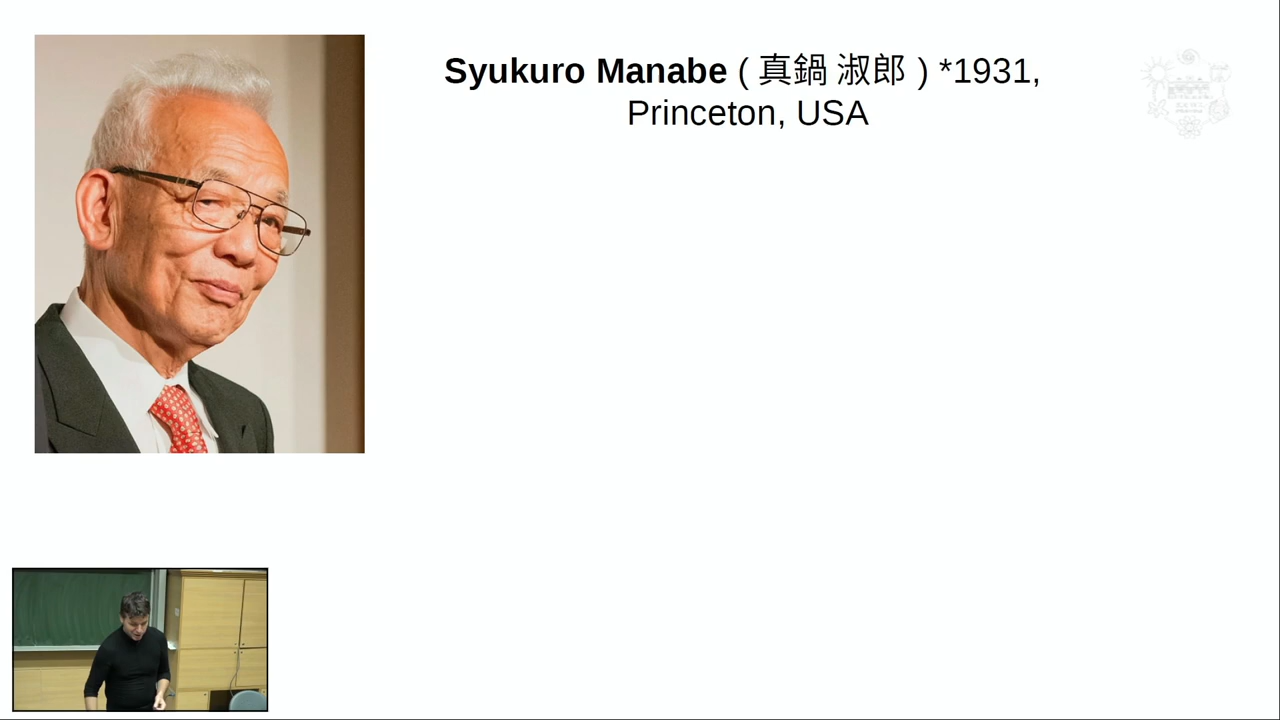 Syukuro Manabe ( 真鍋 淑郎 ) *1931,
Princeton, USA